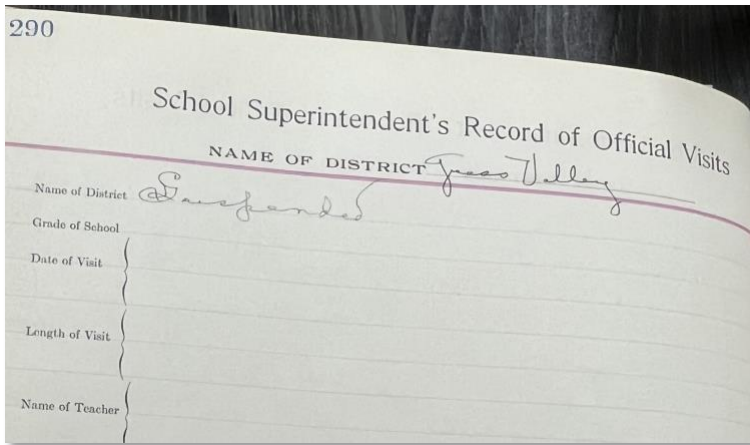 290
School Superintendent's Record of Official Visits
NAME OF DISTRICT Grass Valley
Name of District Suspended
Grade of School
Date of Visit
Length of Visit
Name of Teacher